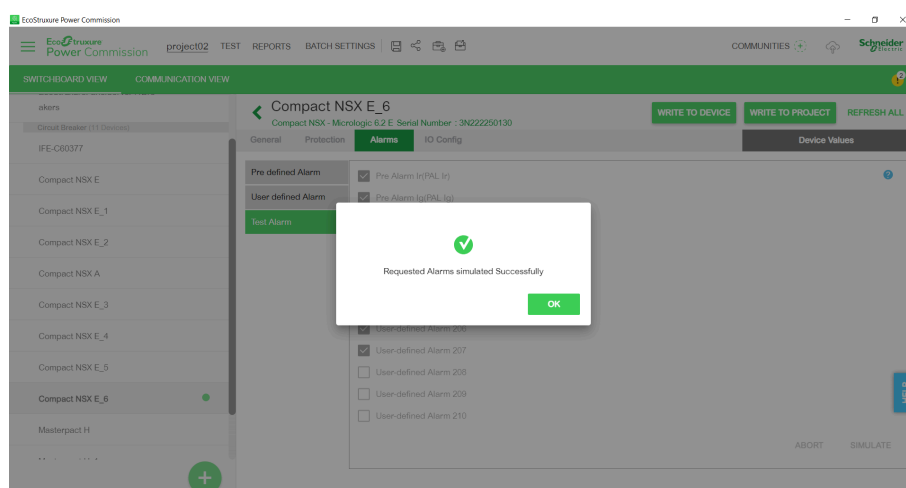 EcoStruxure Power Commission
EcoStruxure
Power Commission
project02 TEST REPORTS BATCH SETTINGS
COMMUNITIES
Schneider
Electric
SWITCHBOARD VIEW COMMUNICATION VIEW
akers
Circuit Breaker (11 Devices)
IFE-C60377
Compact NSX E
Compact NSX E_1
Compact NSX E_2
Compact NSX A
Compact NSX E_3
Compact NSX E_4
Compact NSX E_5
Compact NSX E_6
Masterpact H
Compact NSX E_6
Compact NSX - Micrologic 6.2 E Serial Number : 3N222250130
WRITE TO DEVICE WRITE TO PROJECT REFRESH ALL
General Protection Alarms IO Config
Device Values
Pre defined Alarm
User defined Alarm
Test Alarm
Pre Alarm Ir(PAL Ir)
Pre Alarm Ig(PAL Ig)
Requested Alarms simulated Successfully
OK
User-defined Alarm 206
User-defined Alarm 207
User-defined Alarm 208
User-defined Alarm 209
User-defined Alarm 210
HELP
ABORT SIMULATE